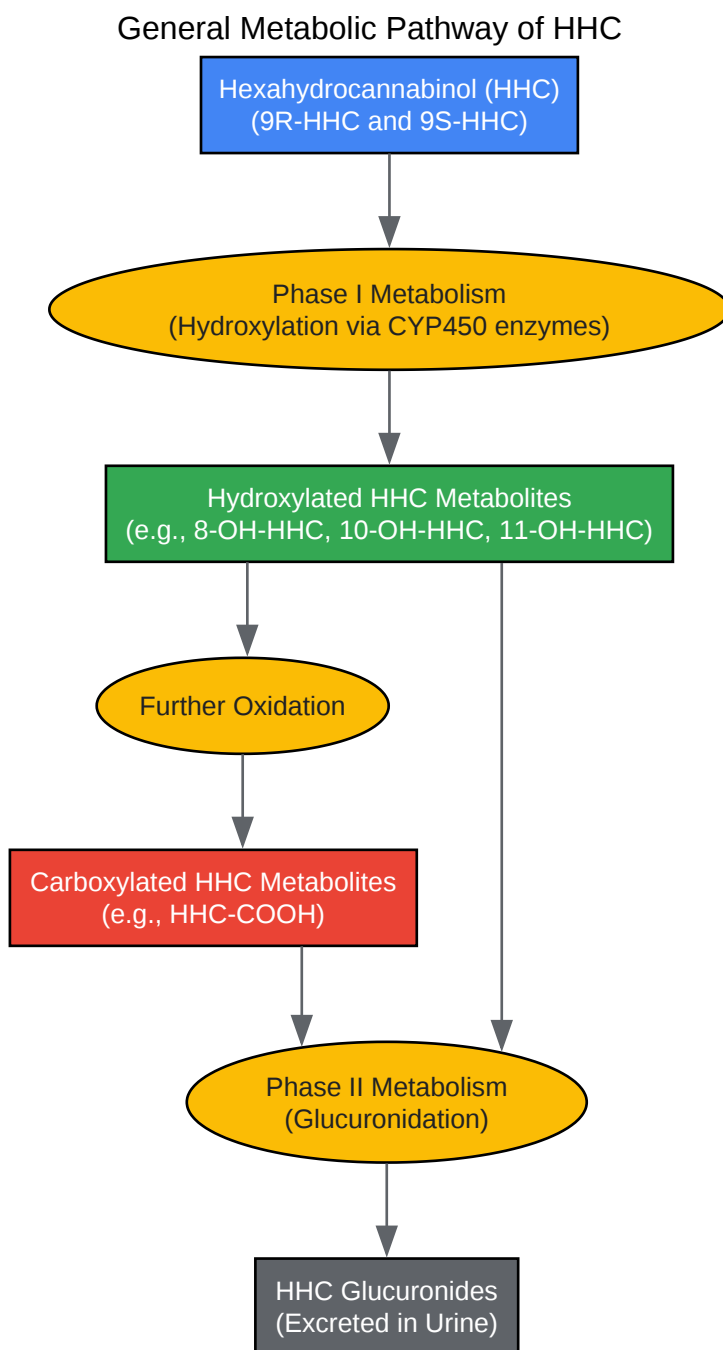 General Metabolic Pathway of HHC
Hexahydrocannabinol (HHC)
(9R-HHC and 9S-HHC)
Phase I Metabolism
(Hydroxylation via CYP450 enzymes)
Hydroxylated HHC Metabolites
(e.g., 8-OH-HHC, 10-OH-HHC, 11-OH-HHC)
Further Oxidation
Carboxylated HHC Metabolites
(e.g., HHC-COOH)
Phase II Metabolism
(Glucuronidation)
HHC Glucuronides
(Excreted in Urine)